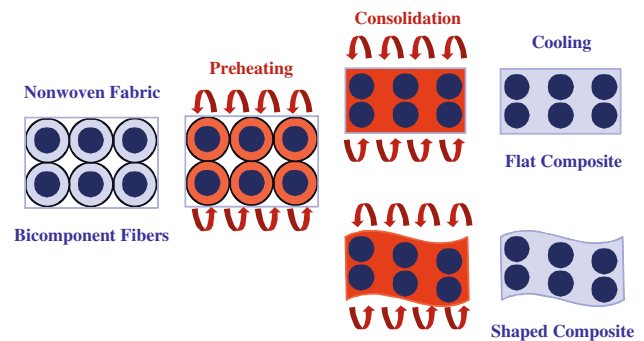 Consolidation
Cooling
Preheating
Nonwoven Fabric
Flat Composite
Bicomponent Fibers
Shaped Composite